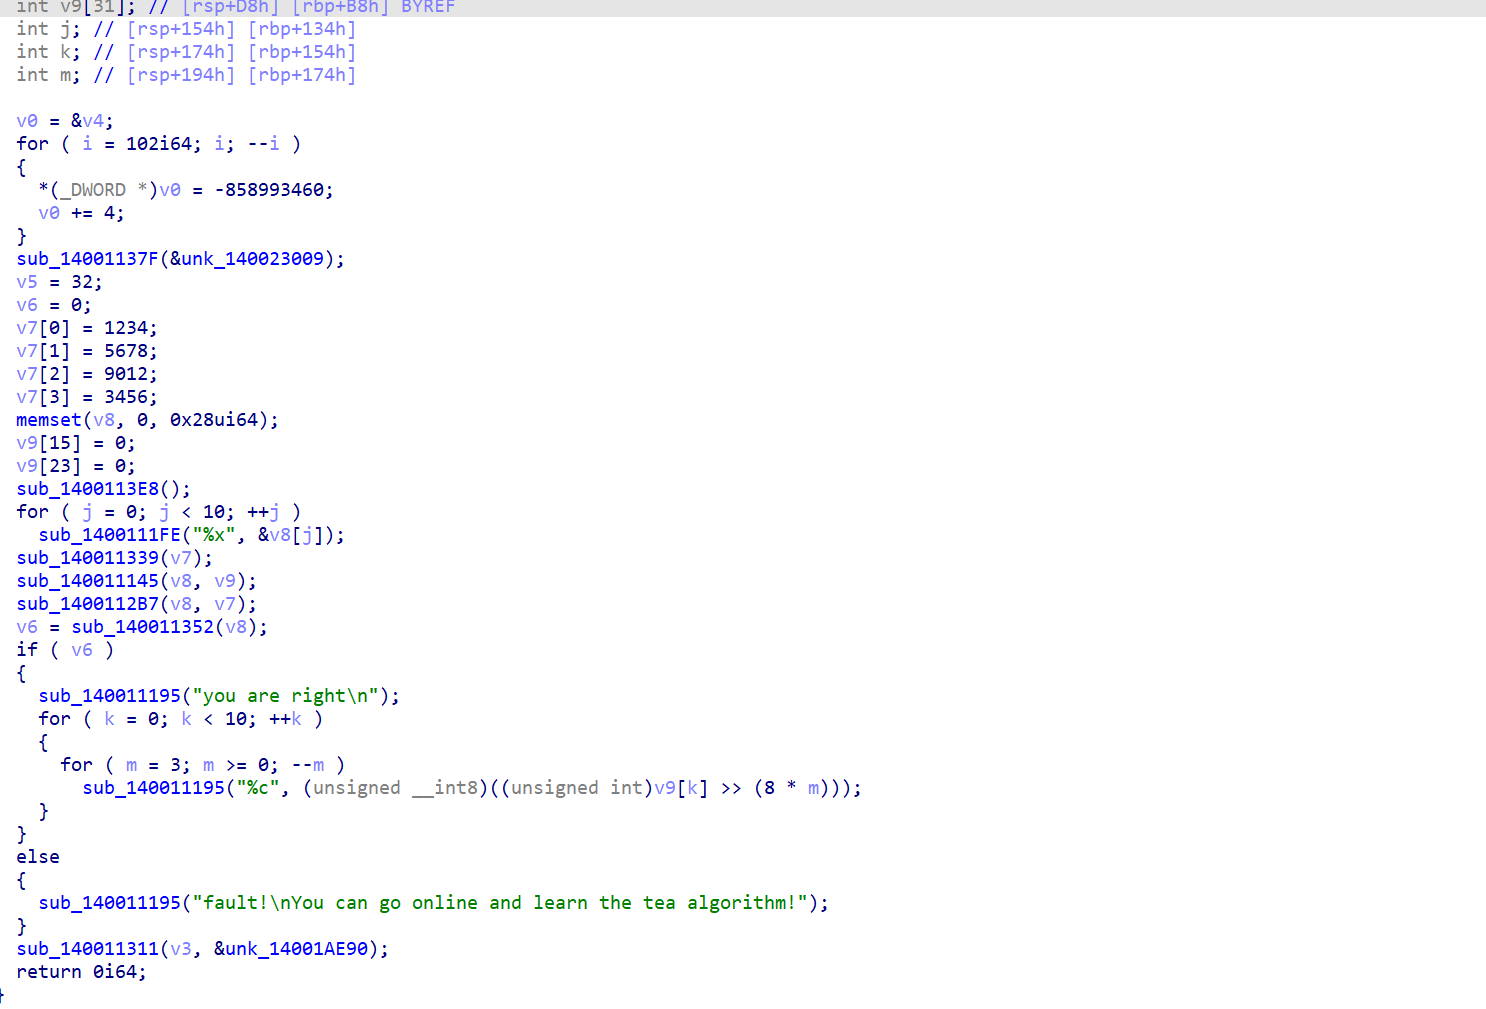 int v9[31]; // [rsp+D8h] [rbp+B8h] BYREF
int j; // [rsp+154h] [rbp+134h]
int k; // [rsp+174h] [rbp+154h]
int m; // [rsp+194h] [rbp+174h]
v0 = &v4;
for ( i = 102i64; i; --i )
{
*(_DWORD *)v0 = -858993460;
v0 += 4;
}
sub_14001137F(&unk_140023009);
v5 = 32;
v6 = 0;
v7[0] = 1234;
v7[1] = 5678;
v7[2] = 9012;
v7[3] = 3456;
memset(v8, 0, 0x28ui64);
v9[15] = 0;
v9[23] = 0;
sub_1400113E8();
for ( j = 0; j < 10; ++j )
sub_1400111FE("%x", &v8[j]);
sub_140011339(v7);
sub_140011145(v8, v9);
sub_1400112B7(v8, v7);
v6 = sub_140011352(v8);
if ( v6 )
{
sub_140011195("you are right\n");
for ( k = 0; k < 10; ++k )
{
for ( m = 3; m >= 0; --m )
sub_140011195("%c", (unsigned __int8)((unsigned int)v9[k] >> (8 * m)));
}
}
else
{
sub_140011195("fault!\nYou can go online and learn the tea algorithm!");
}
sub_140011311(v3, &unk_14001AE90);
return 0i64;
}